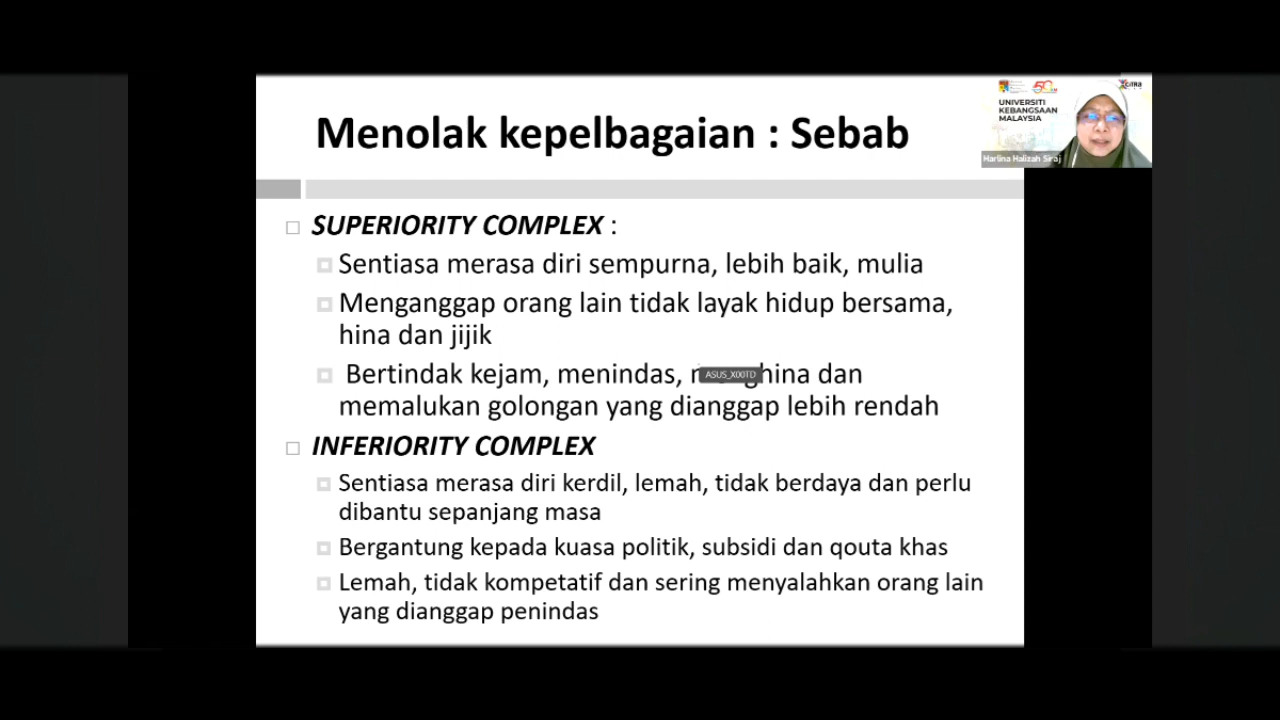 Menolak kepelbagaian : Sebab
UNIVERSITI
KEBANGSAAN
MALAYSIA
Harlina Halizah Siraj
SUPERIORITY COMPLEX :
Sentiasa merasa diri sempurna, lebih baik, mulia
Menganggap orang lain tidak layak hidup bersama,
hina dan jijik
Bertindak kejam, menindas, menghina dan
ASUS_X00TD
memalukan golongan yang dianggap lebih rendah
INFERIORITY COMPLEX
Sentiasa merasa diri kerdil, lemah, tidak berdaya dan perlu
dibantu sepanjang masa
Bergantung kepada kuasa politik, subsidi dan qouta khas
Lemah, tidak kompetatif dan sering menyalahkan orang lain
yang dianggap penindas